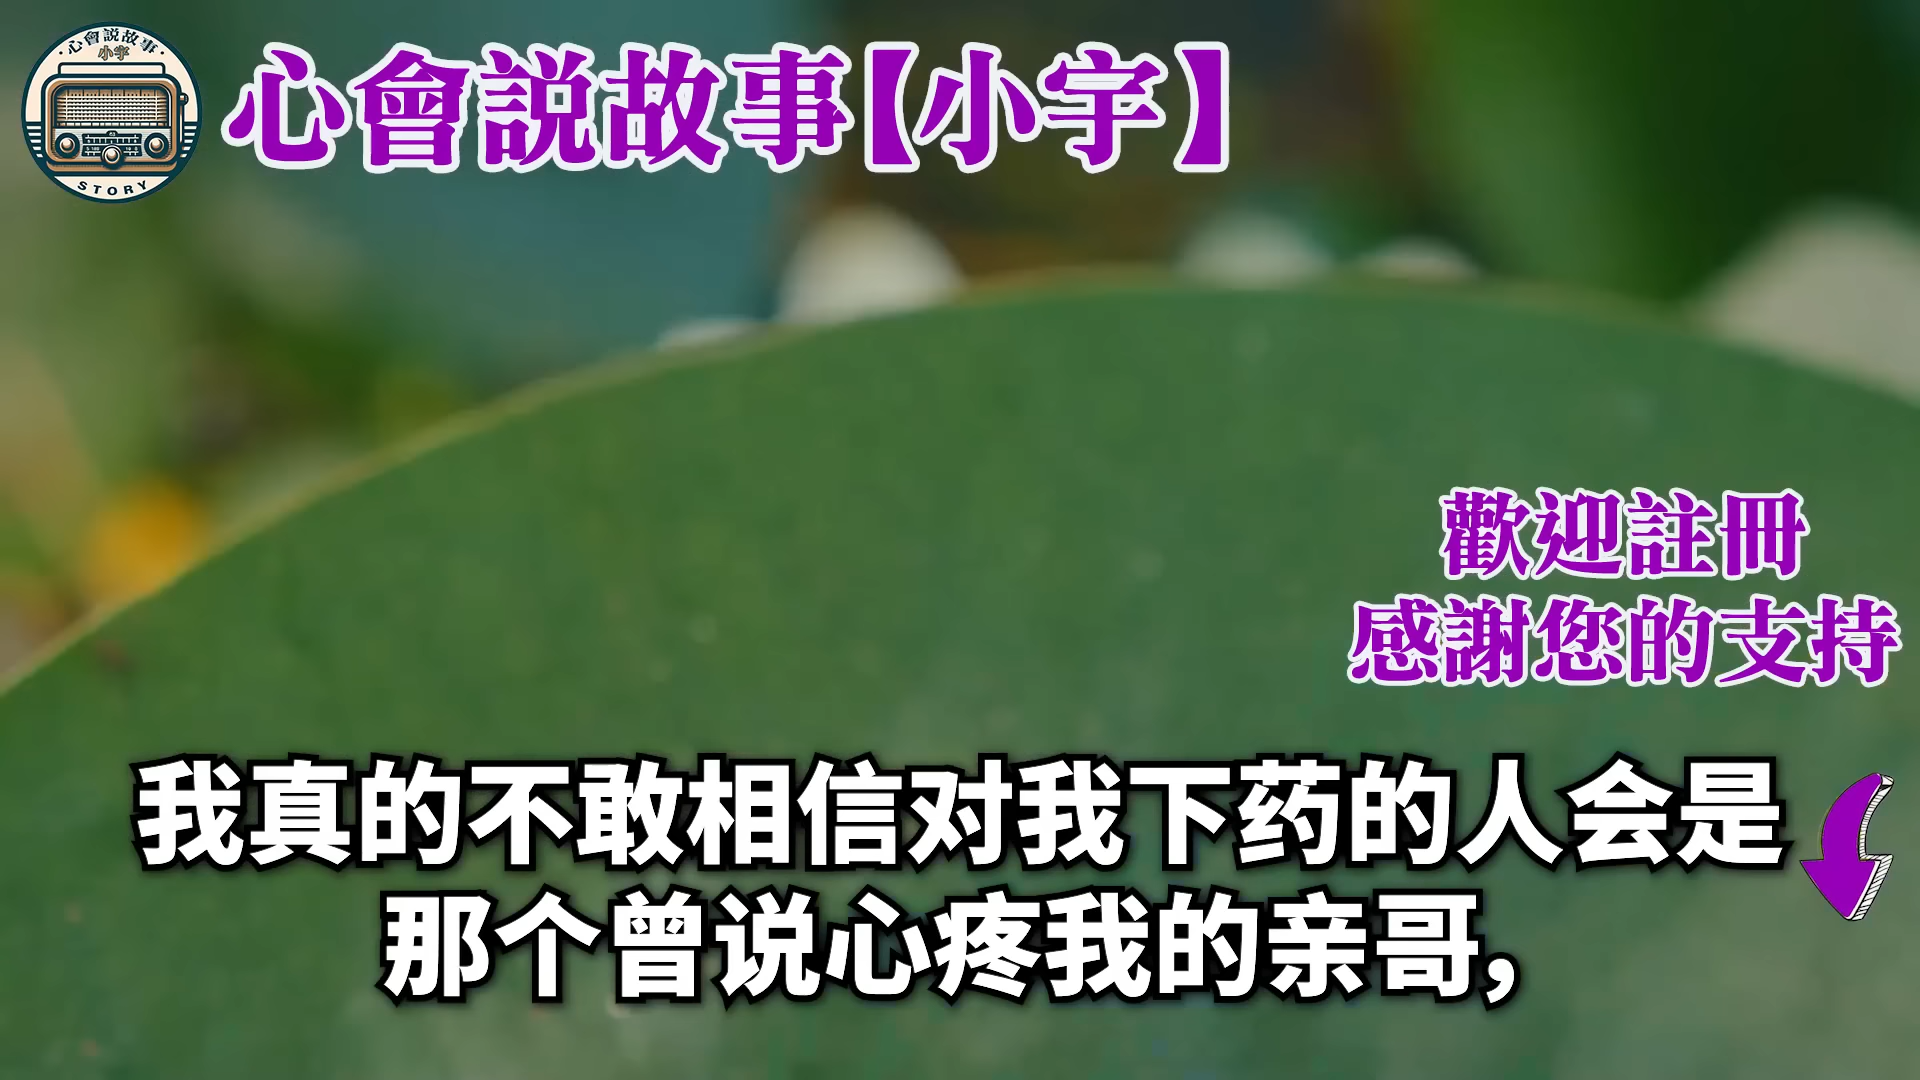 ·心會説故事·
小宇
STORY
心會説故事【小宇】
歡迎註冊
感謝您的支持
我真的不敢相信对我下药的人会是
那个曾说心疼我的亲哥,